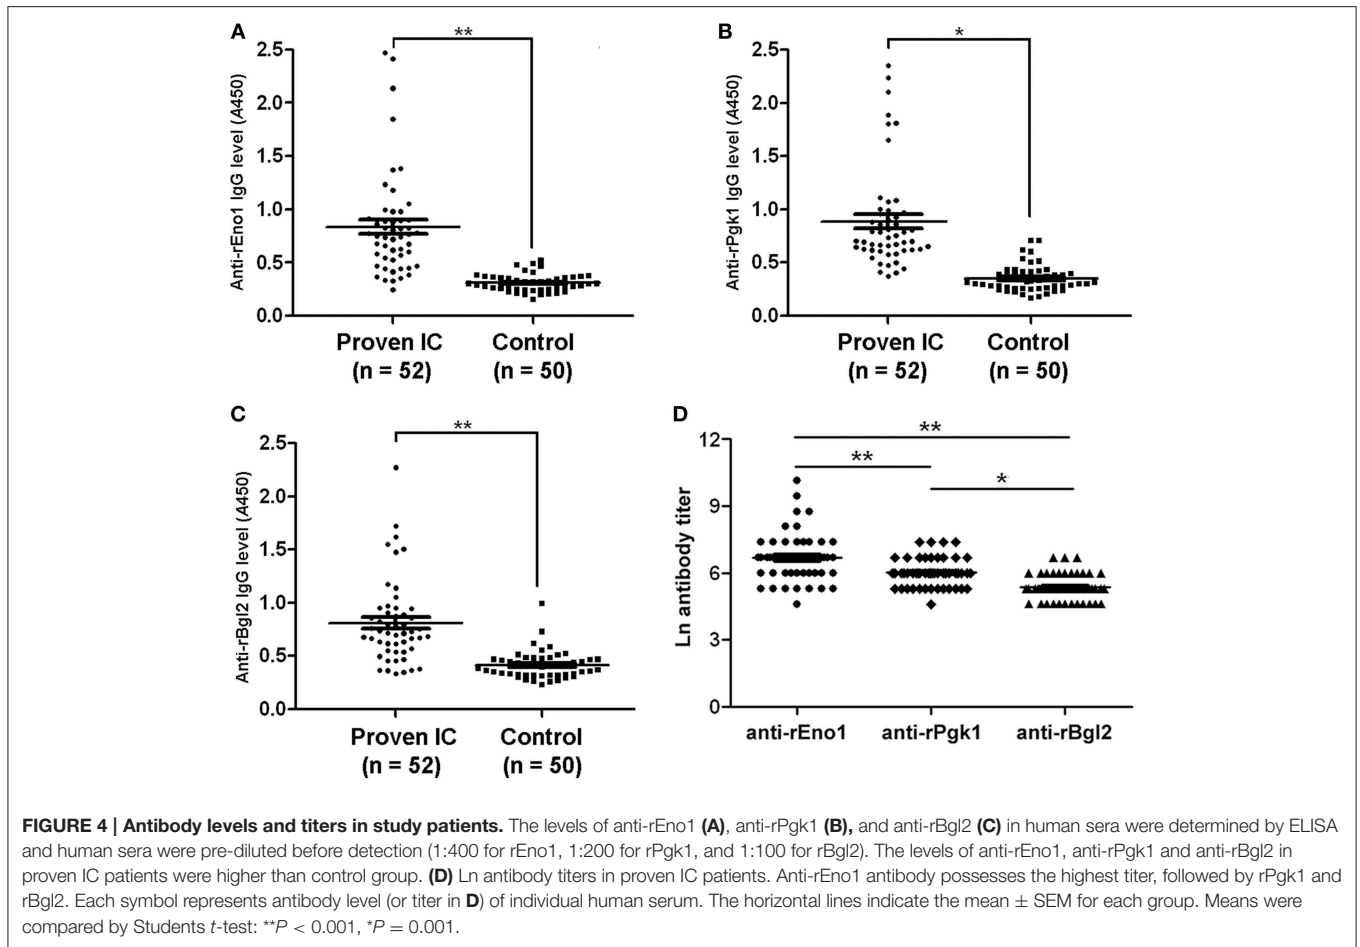 A
**
2.5
2.0
1.5
1.0
0.5
0.0
Anti-rEno1 IgG level (A450)
Proven IC
(n = 52)
Control
(n = 50)
B
*
2.5
2.0
1.5
1.0
0.5
0.0
Anti-rPgk1 IgG level (A450)
Proven IC
(n = 52)
Control
(n = 50)
C
**
2.5
2.0
1.5
1.0
0.5
0.0
Anti-rBgl2 IgG level (A450)
Proven IC
(n = 52)
Control
(n = 50)
D
**
**
*
12
9
6
3
0
Ln antibody titer
anti-rEno1
anti-rPgk1
anti-rBgl2
FIGURE 4 | Antibody levels and titers in study patients. The levels of anti-rEno1 (A), anti-rPgk1 (B), and anti-rBgl2 (C) in human sera were determined by ELISA
and human sera were pre-diluted before detection (1:400 for rEno1, 1:200 for rPgk1, and 1:100 for rBgl2). The levels of anti-rEno1, anti-rPgk1 and anti-rBgl2 in
proven IC patients were higher than control group. (D) Ln antibody titers in proven IC patients. Anti-rEno1 antibody possesses the highest titer, followed by rPgk1 and
rBgl2. Each symbol represents antibody level (or titer in D) of individual human serum. The horizontal lines indicate the mean ± SEM for each group. Means were
compared by Students t-test: **P < 0.001, *P = 0.001.